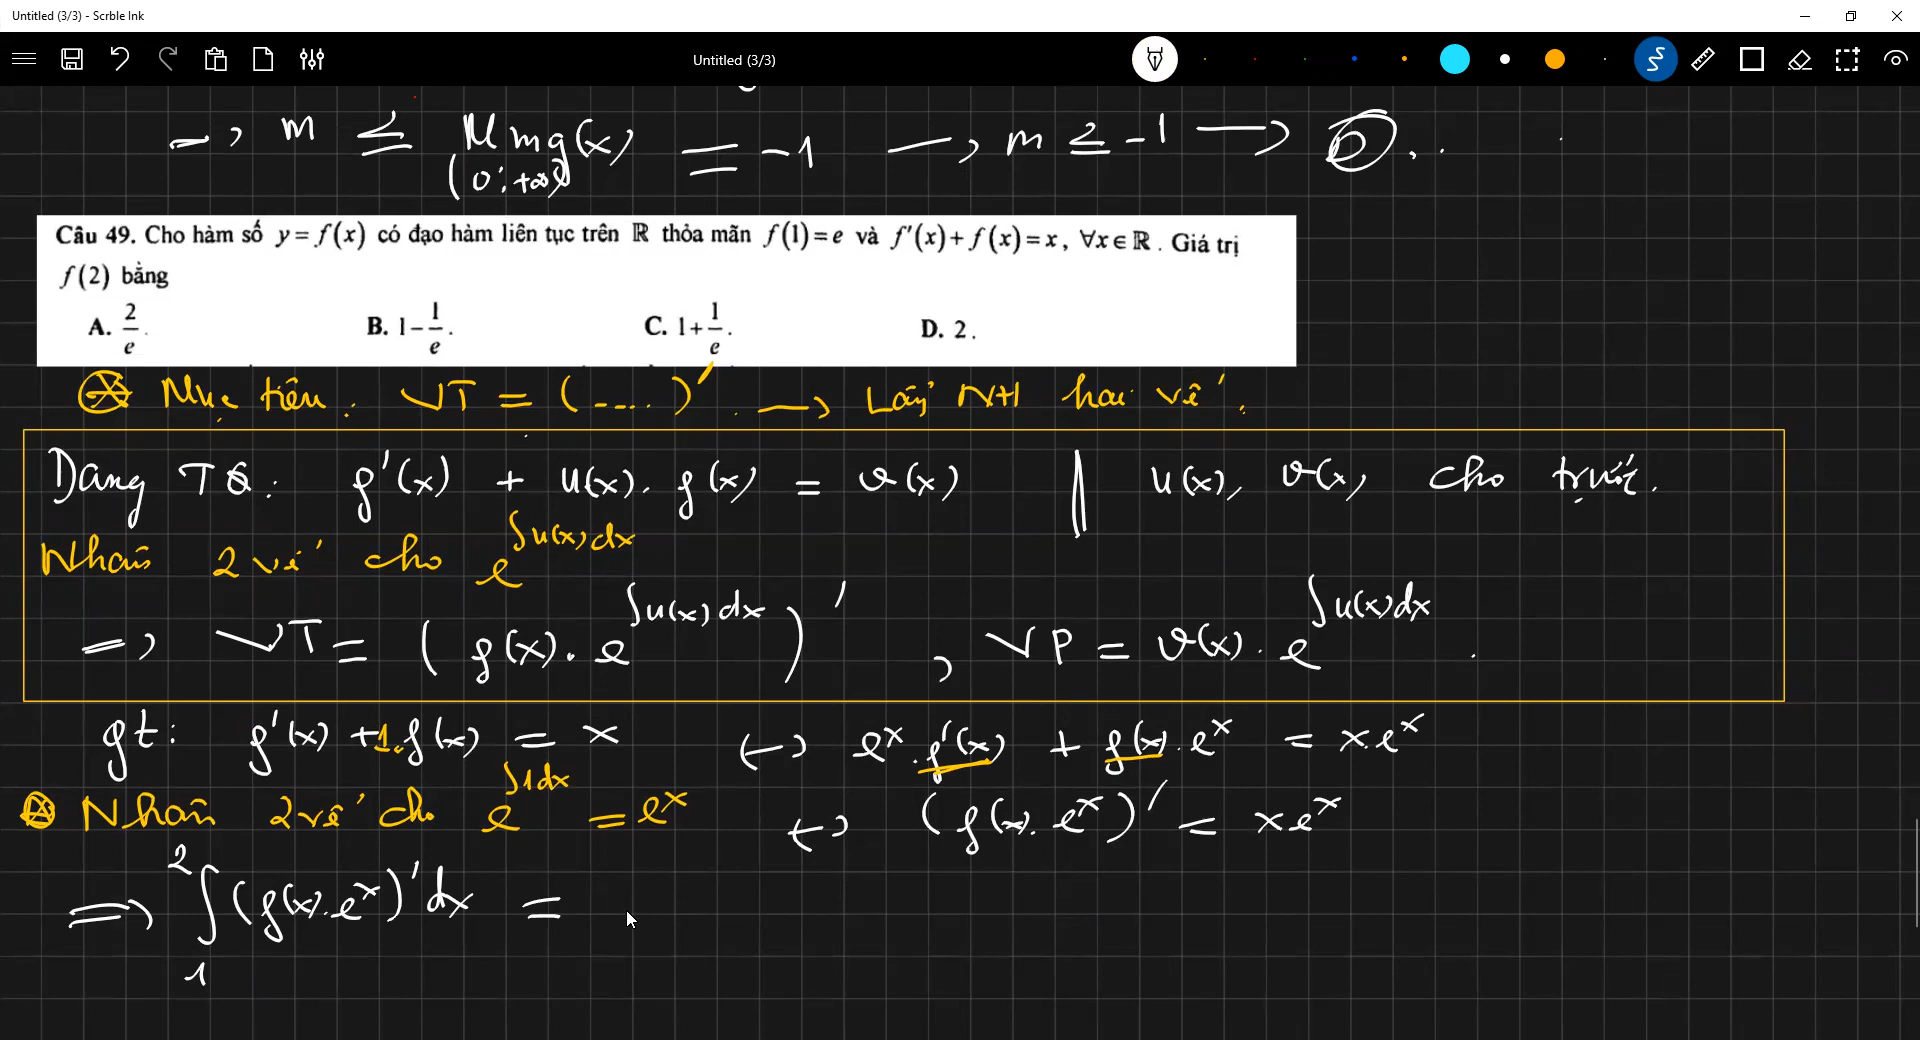 Untitled (3/3) - Scrble Ink
Untitled (3/3)
→ m ≤ Min g(x) = -1 → m ≤ -1 → D.
(0; +∞)
Câu 49. Cho hàm số y = f(x) có đạo hàm liên tục trên ℝ thỏa mãn f(1) = e và f'(x) + f(x) = x, ∀x ∈ ℝ. Giá trị
f(2) bằng
A. 2/e. B. 1 - 1/e. C. 1 + 1/e. D. 2.
Mục tiêu: VT = (....)' → Lấy NH hai vế.
Dạng TQ: f'(x) + u(x). f(x) = v(x) | u(x), v(x) cho trước.
Nhân 2 vế cho e^∫u(x)dx
=> VT = (f(x). e^∫u(x)dx)', VP = v(x). e^∫u(x)dx.
gt: f'(x) + 1.f(x) = x ↔ e^x.f'(x) + f(x).e^x = x.e^x
Nhân 2 vế cho e^∫1dx = e^x ↔ (f(x). e^x)' = xe^x
=> ∫₁² (f(x).e^x)'dx =